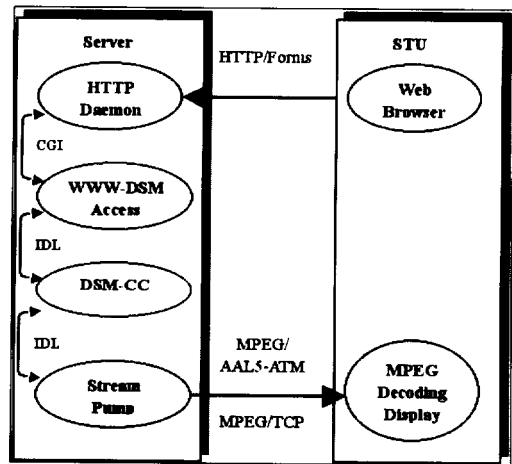 Server
HTTP
Daemon
CGI
WWW-DSM
Access
IDL
DSM-CC
IDL
Stream
Pump
HTTP/Forms
MPEG/
AAL5-ATM
MPEG/TCP
STU
Web
Browser
MPEG
Decoding
Display